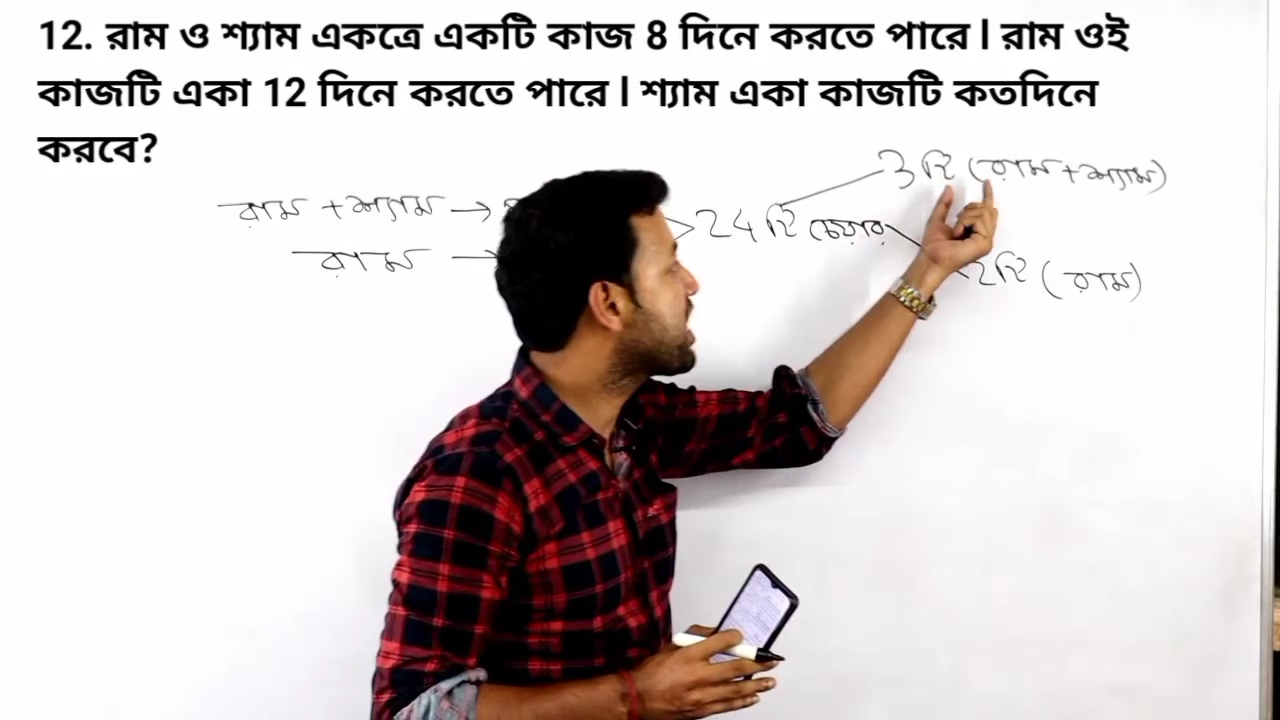 12. রাম ও শ্যাম একত্রে একটি কাজ 8 দিনে করতে পারে l রাম ওই
কাজটি একা 12 দিনে করতে পারে l শ্যাম একা কাজটি কতদিনে
করবে?
3 টি (রাম + শ্যাম)
রাম + শ্যাম → 24 টি চেয়ার
রাম → 2 টি (রাম)